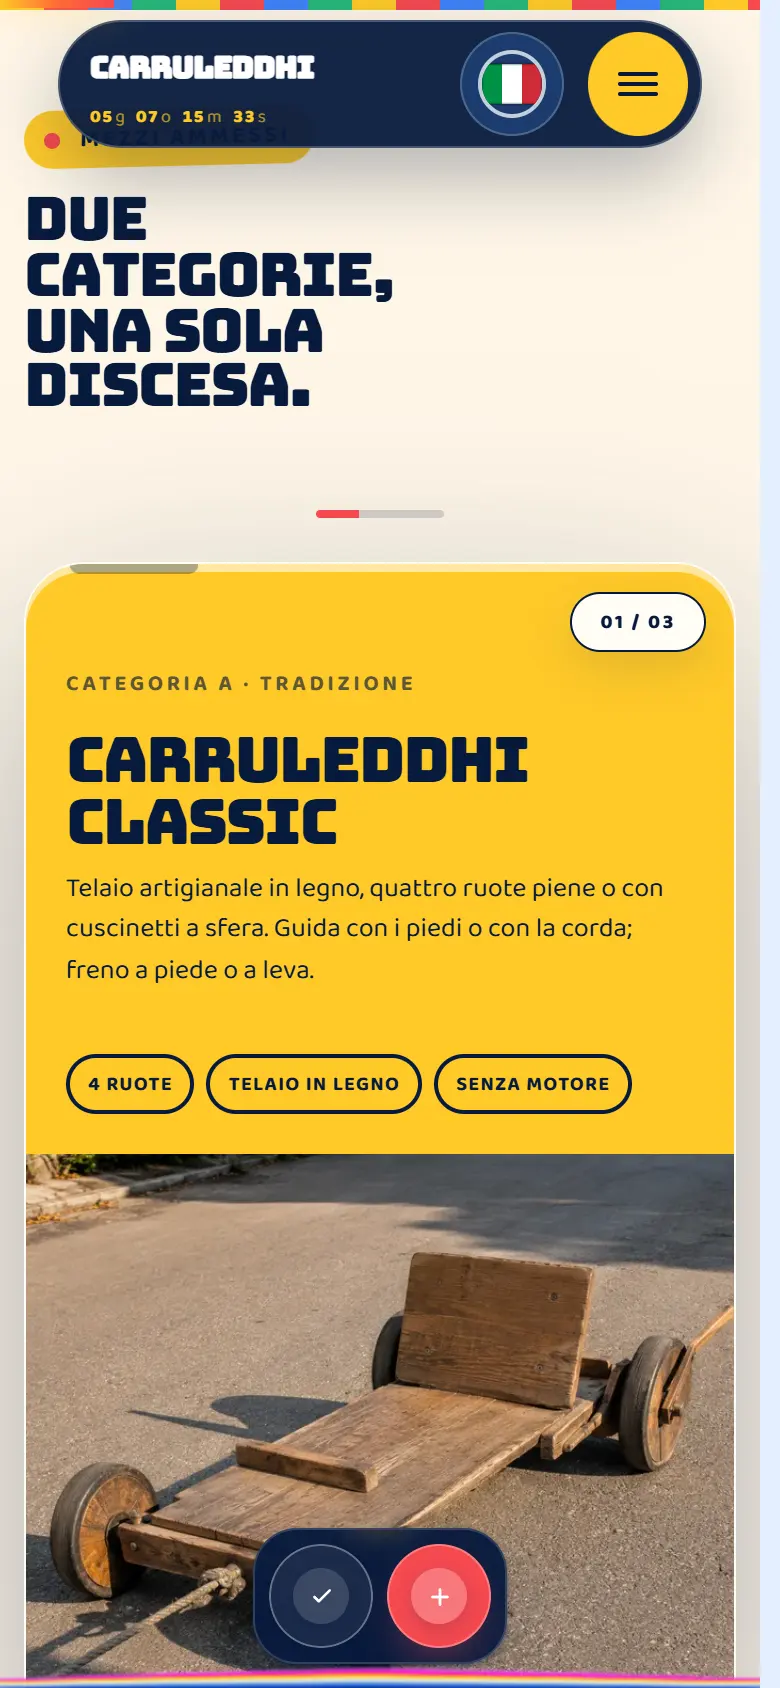 CARRULEDDHI
05g 07o 15m 33s
MEZZI AMMESSI
DUE
CATEGORIE,
UNA SOLA
DISCESA.
01 / 03
CATEGORIA A · TRADIZIONE
CARRULEDDHI
CLASSIC
Telaio artigianale in legno, quattro ruote piene o con
cuscinetti a sfera. Guida con i piedi o con la corda;
freno a piede o a leva.
4 RUOTE
TELAIO IN LEGNO
SENZA MOTORE